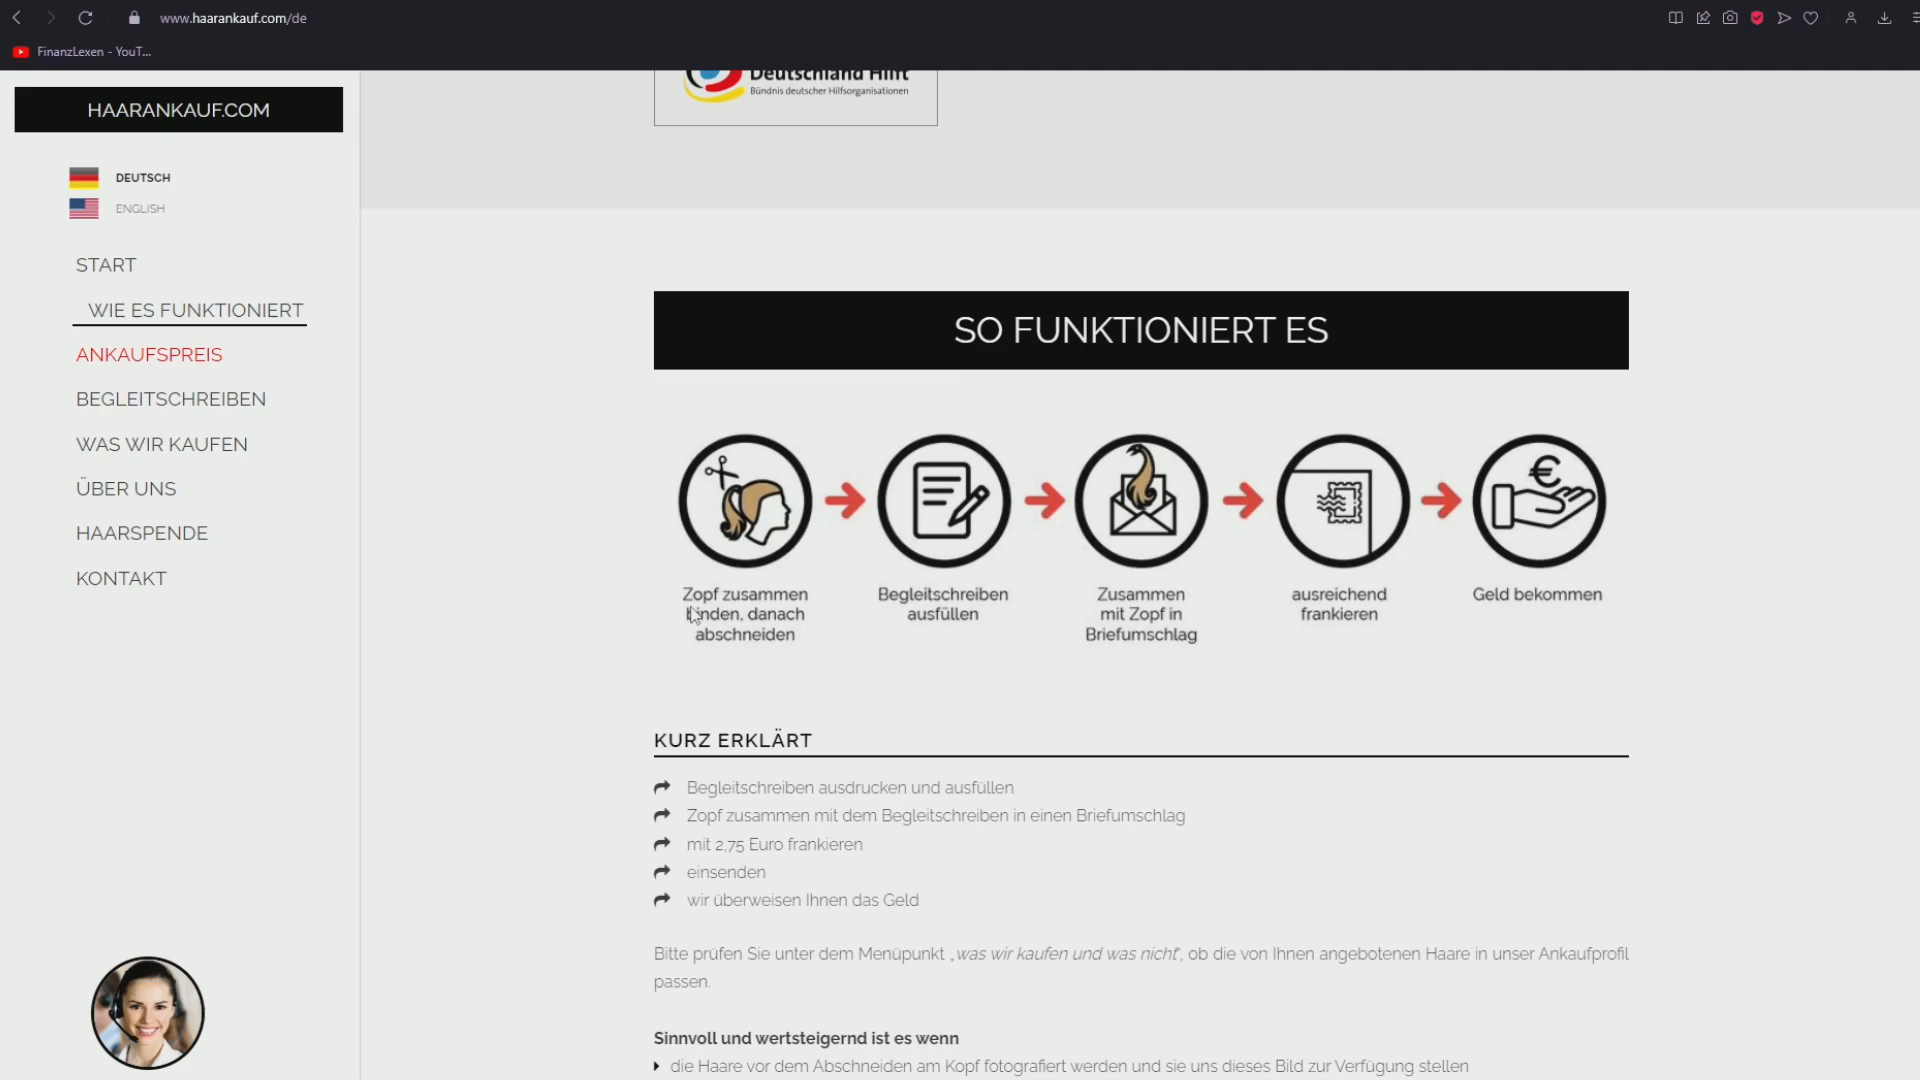 www.haarankauf.com/de
FinanzLexen - YouT...
HAARANKAUF.COM
DEUTSCH
ENGLISH
START
WIE ES FUNKTIONIERT
ANKAUFSPREIS
BEGLEITSCHREIBEN
WAS WIR KAUFEN
ÜBER UNS
HAARSPENDE
KONTAKT
Deutschland Hilft
Bündnis deutscher Hilfsorganisationen
SO FUNKTIONIERT ES
Zopf zusammen
binden, danach
abschneiden
Begleitschreiben
ausfüllen
Zusammen
mit Zopf in
Briefumschlag
ausreichend
frankieren
€
Geld bekommen
KURZ ERKLÄRT
Begleitschreiben ausdrucken und ausfüllen
Zopf zusammen mit dem Begleitschreiben in einen Briefumschlag
mit 2,75 Euro frankieren
einsenden
wir überweisen Ihnen das Geld
Bitte prüfen Sie unter dem Menüpunkt „was wir kaufen und was nicht“, ob die von Ihnen angebotenen Haare in unser Ankaufprofil
passen.
Sinnvoll und wertsteigernd ist es wenn
die Haare vor dem Abschneiden am Kopf fotografiert werden und sie uns dieses Bild zur Verfügung stellen